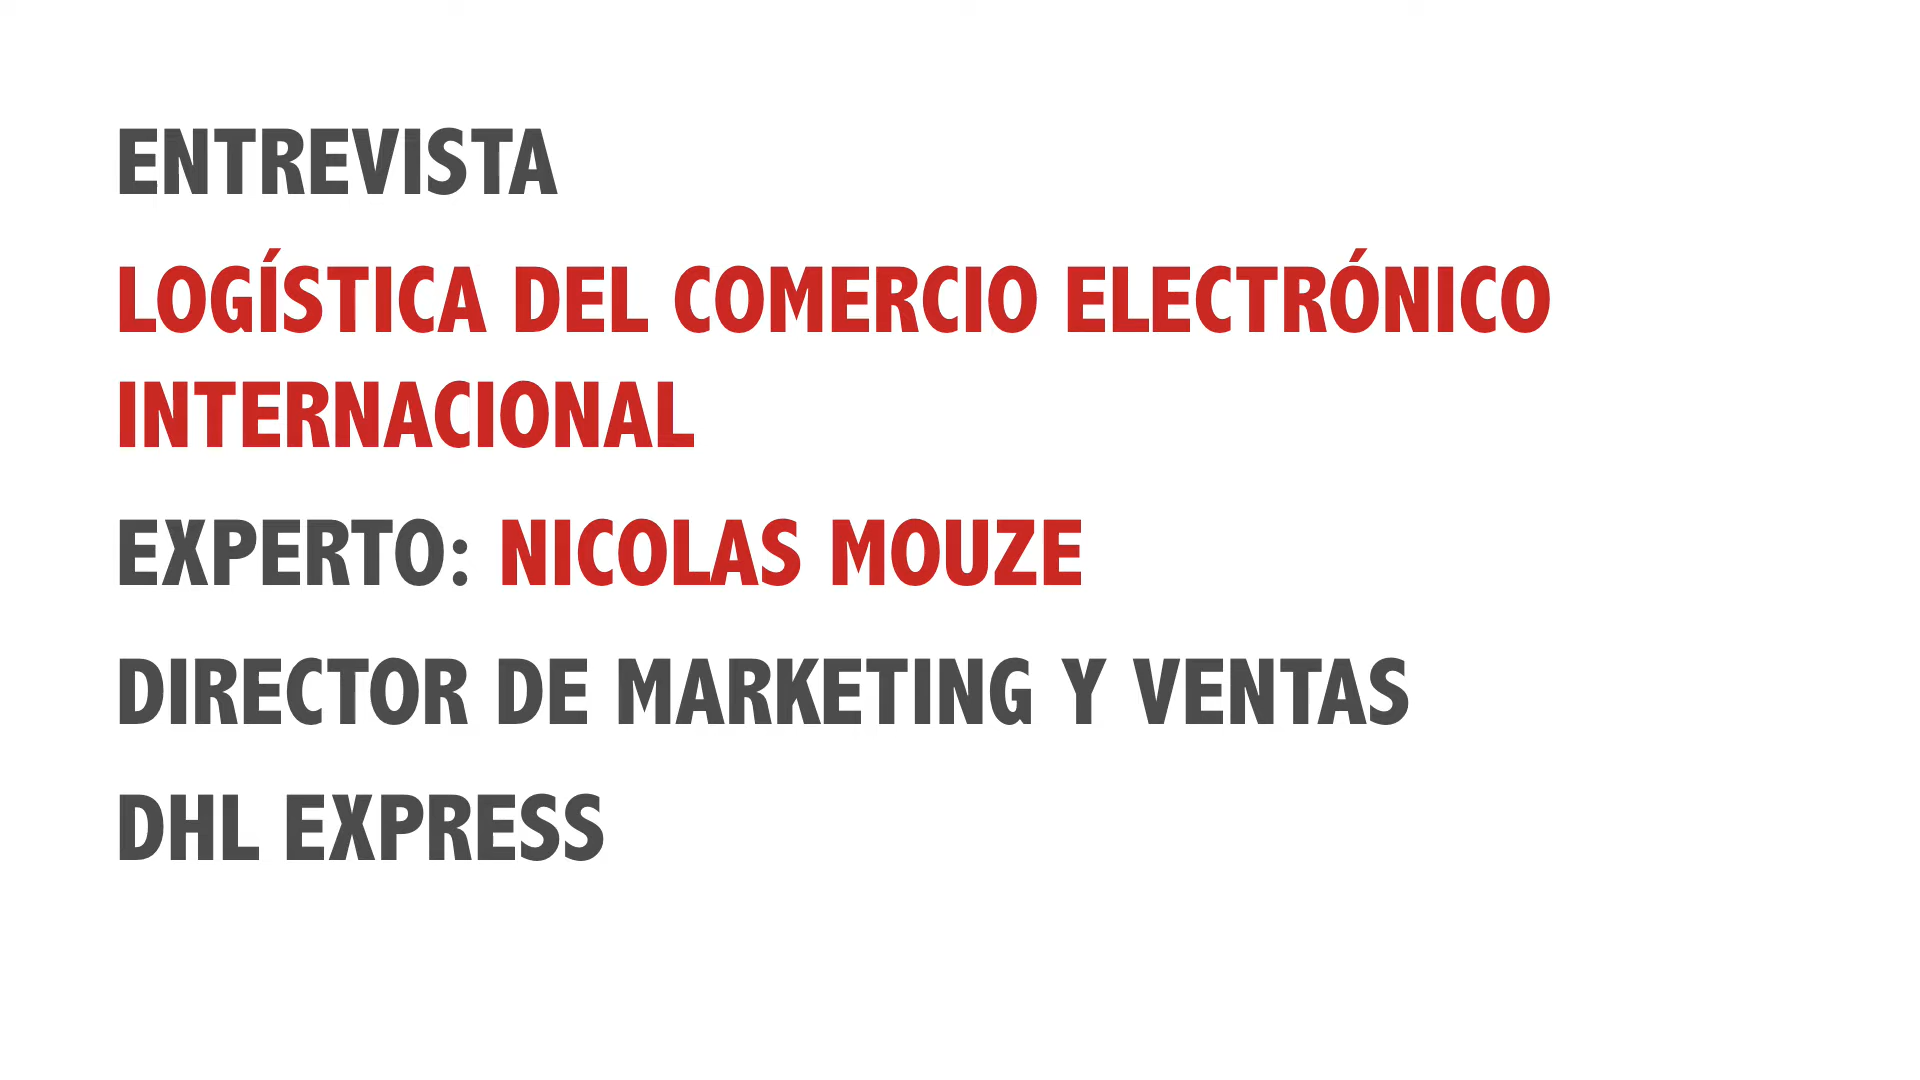 ENTREVISTA
LOGÍSTICA DEL COMERCIO ELECTRÓNICO
INTERNACIONAL
EXPERTO: NICOLAS MOUZE
DIRECTOR DE MARKETING Y VENTAS
DHL EXPRESS